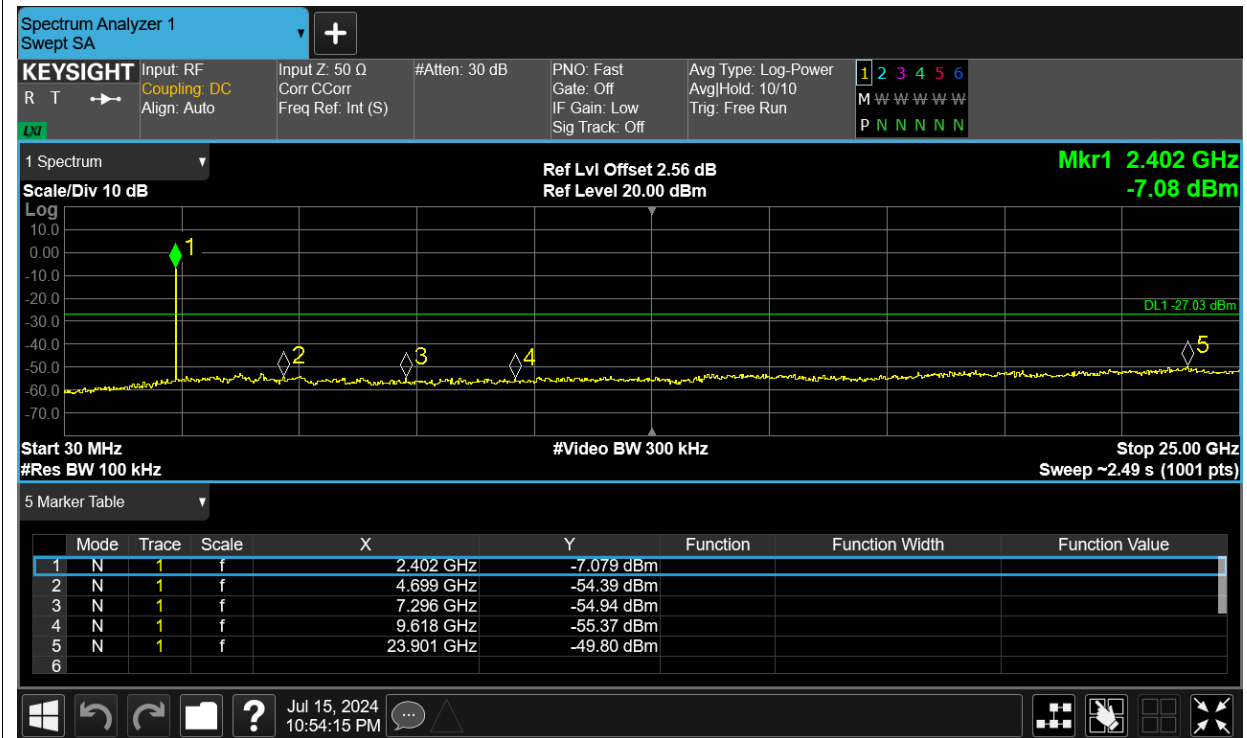 Spectrum Analyzer 1
Swept SA
KEYSIGHT
R T
LXI
Input: RF
Coupling: DC
Align: Auto
Input Z: 50 Ω
Corr CCorr
Freq Ref: Int (S)
#Atten: 30 dB
PNO: Fast
Gate: Off
IF Gain: Low
Sig Track: Off
Avg Type: Log-Power
Avg|Hold: 10/10
Trig: Free Run
1 2 3 4 5 6
M W W W W W
P N N N N N
1 Spectrum
Scale/Div 10 dB
Ref Lvl Offset 2.56 dB
Ref Level 20.00 dBm
Mkr1 2.402 GHz
-7.08 dBm
Log
10.0
0.00
-10.0
-20.0
-30.0
-40.0
-50.0
-60.0
-70.0
1
2
3
4
5
DL1 -27.03 dBm
Start 30 MHz
#Res BW 100 kHz
#Video BW 300 kHz
Stop 25.00 GHz
Sweep ~2.49 s (1001 pts)
5 Marker Table
Mode Trace Scale X Y Function Function Width Function Value
1 N 1 f 2.402 GHz -7.079 dBm
2 N 1 f 4.699 GHz -54.39 dBm
3 N 1 f 7.296 GHz -54.94 dBm
4 N 1 f 9.618 GHz -55.37 dBm
5 N 1 f 23.901 GHz -49.80 dBm
6
?
Jul 15, 2024
10:54:15 PM